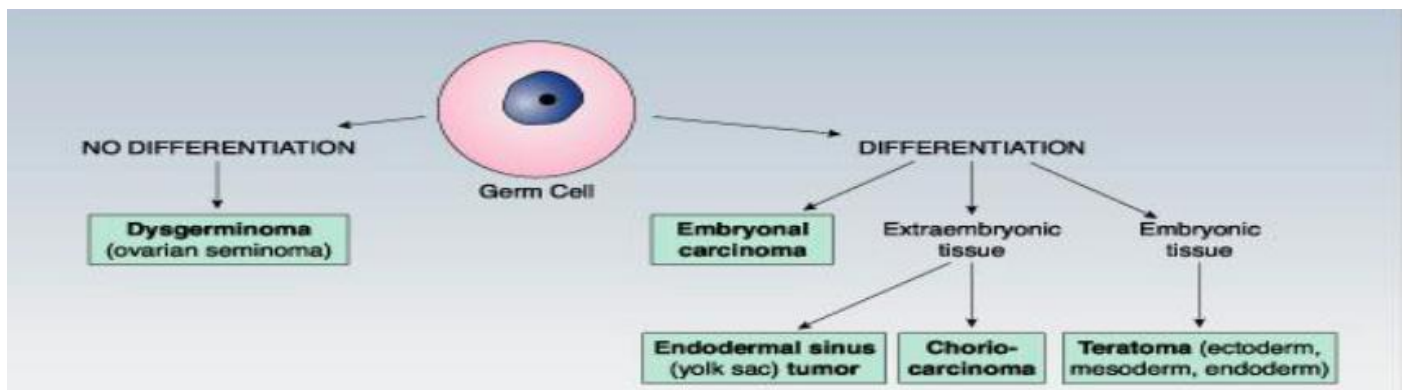 NO DIFFERENTIATION
Germ Cell
DIFFERENTIATION
Dysgerminoma
(ovarian seminoma)
Embryonal
carcinoma
Extraembryonic
tissue
Embryonic
tissue
Endodermal sinus
(yolk sac) tumor
Chorio-
carcinoma
Teratoma (ectoderm,
mesoderm, endoderm)